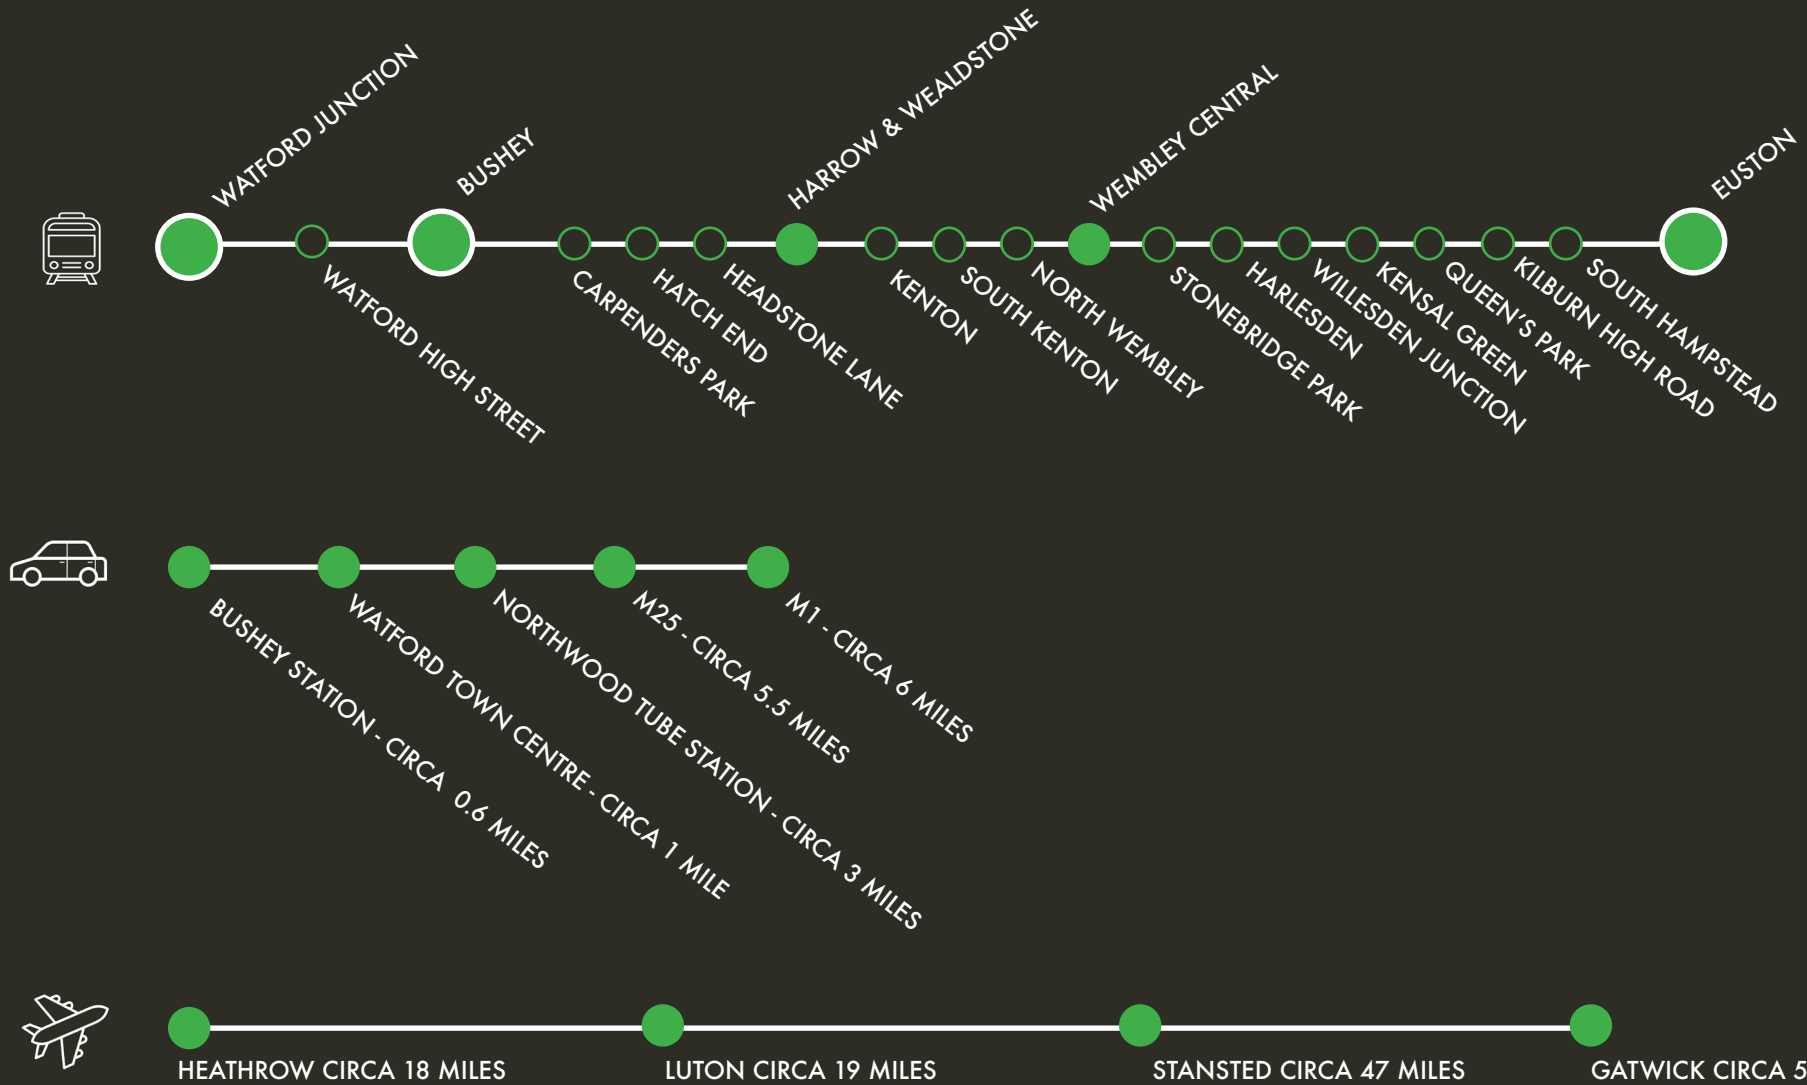 WATFORD JUNCTION
BUSHEY
HARROW & WEALDSTONE
WEMBLEY CENTRAL
EUSTON
WATFORD HIGH STREET
CARPENDERS PARK
HATCH END
HEADSTONE LANE
KENTON
SOUTH KENTON
NORTH WEMBLEY
STONEBRIDGE PARK
HARLESDEN
WILLESDEN JUNCTION
KENSAL GREEN
QUEEN'S PARK
KILBURN HIGH ROAD
SOUTH HAMPSTEAD
BUSHEY STATION - CIRCA 0.6 MILES
WATFORD TOWN CENTRE - CIRCA 1 MILE
NORTHWOOD TUBE STATION - CIRCA 3 MILES
M25 - CIRCA 5.5 MILES
M1 - CIRCA 6 MILES
HEATHROW CIRCA 18 MILES
LUTON CIRCA 19 MILES
STANSTED CIRCA 47 MILES
GATWICK CIRCA